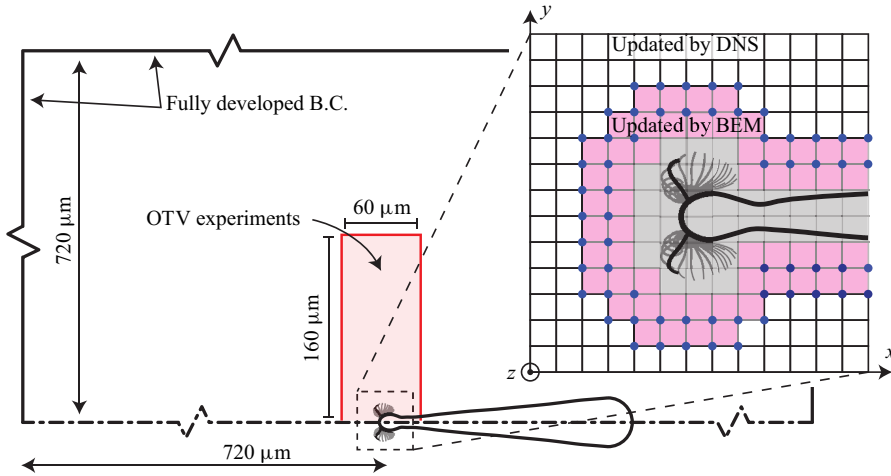 y
Updated by DNS
Fully developed B.C.
Updated by BEM
60 μm
OTV experiments
720 μm
160 μm
z
x
720 μm